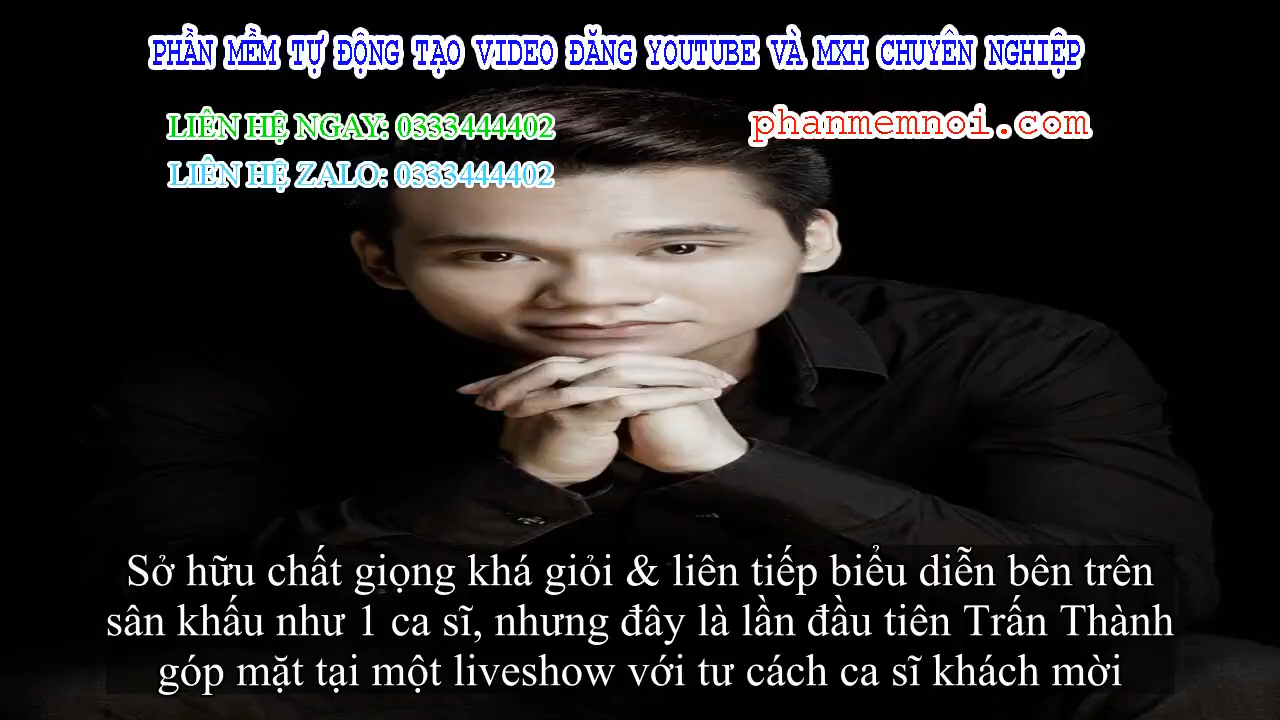 PHẦN MỀM TỰ ĐỘNG TẠO VIDEO ĐĂNG YOUTUBE VÀ MXH CHUYÊN NGHIỆP
LIÊN HỆ NGAY: 0333444402
phanmemnoi.com
LIÊN HỆ ZALO: 0333444402
Sở hữu chất giọng khá giỏi & liên tiếp biểu diễn bên trên
sân khấu như 1 ca sĩ, nhưng đây là lần đầu tiên Trấn Thành
góp mặt tại một liveshow với tư cách ca sĩ khách mời